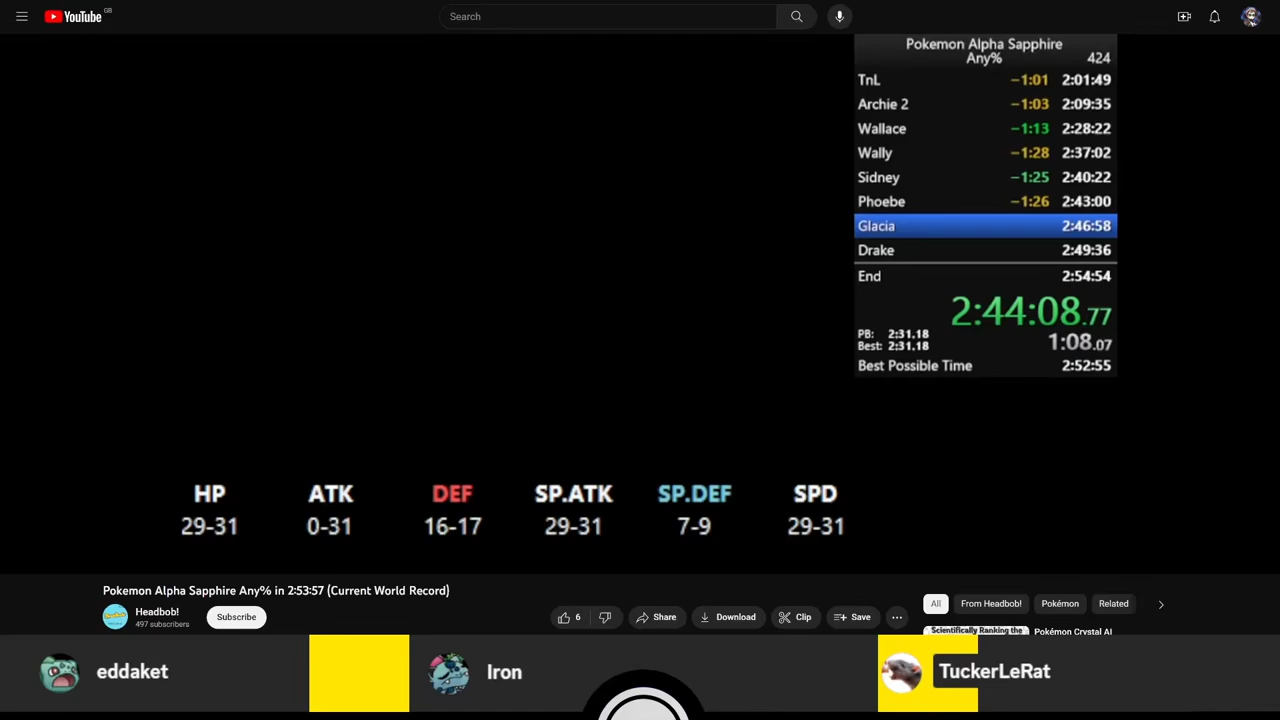 YouTube GB
Search
Pokemon Alpha Sapphire
Any% 424
TnL −1:01 2:01:49
Archie 2 −1:03 2:09:35
Wallace −1:13 2:28:22
Wally −1:28 2:37:02
Sidney −1:25 2:40:22
Phoebe −1:26 2:43:00
Glacia 2:46:58
Drake 2:49:36
End 2:54:54
2:44:08.77
PB: 2:31.18
Best: 2:31.18
1:08.07
Best Possible Time 2:52:55
HP ATK DEF SP.ATK SP.DEF SPD
29-31 0-31 16-17 29-31 7-9 29-31
Pokemon Alpha Sapphire Any% in 2:53:57 (Current World Record)
Headbob!
497 subscribers
Subscribe
6
Share
Download
Clip
Save
All
From Headbob!
Pokémon
Related
Scientifically Ranking the
Pokémon Crystal AI
eddaket
Iron
TuckerLeRat